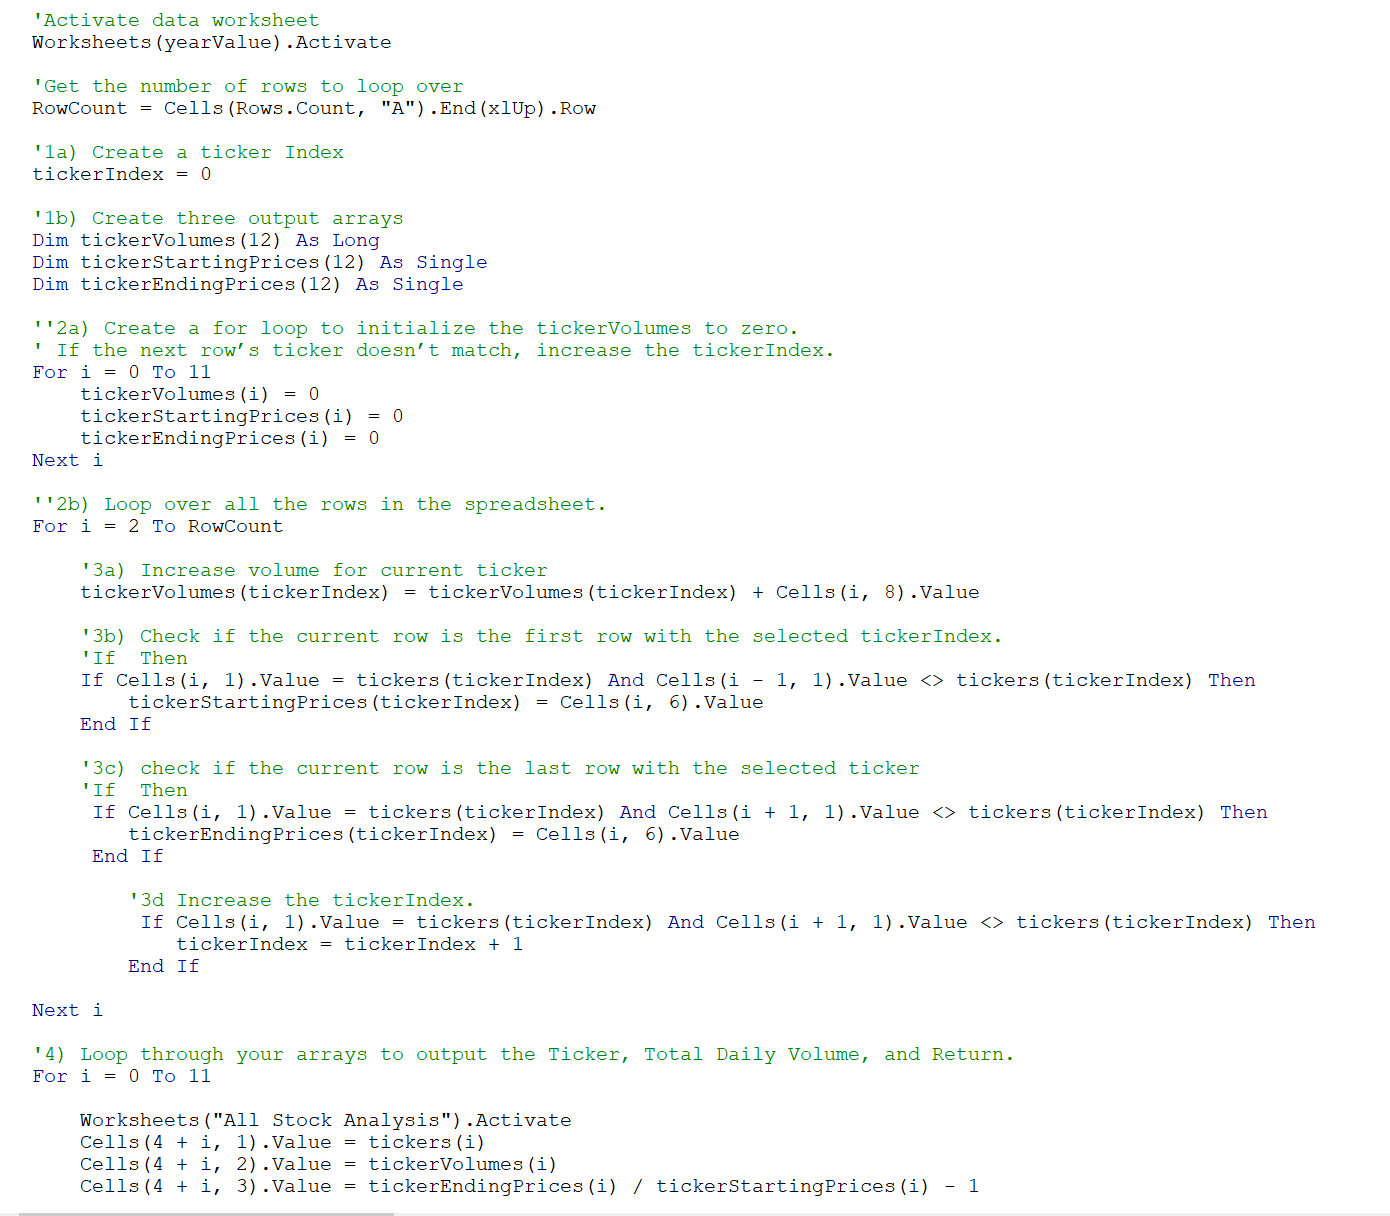 'Activate data worksheet
Worksheets(yearValue).Activate
'Get the number of rows to loop over
RowCount = Cells(Rows.Count, "A").End(xlUp).Row
'1a) Create a ticker Index
tickerIndex = 0
'1b) Create three output arrays
Dim tickerVolumes(12) As Long
Dim tickerStartingPrices(12) As Single
Dim tickerEndingPrices(12) As Single
''2a) Create a for loop to initialize the tickerVolumes to zero.
' If the next row’s ticker doesn’t match, increase the tickerIndex.
For i = 0 To 11
    tickerVolumes(i) = 0
    tickerStartingPrices(i) = 0
    tickerEndingPrices(i) = 0
Next i
''2b) Loop over all the rows in the spreadsheet.
For i = 2 To RowCount
    '3a) Increase volume for current ticker
    tickerVolumes(tickerIndex) = tickerVolumes(tickerIndex) + Cells(i, 8).Value
    '3b) Check if the current row is the first row with the selected tickerIndex.
    'If  Then
    If Cells(i, 1).Value = tickers(tickerIndex) And Cells(i - 1, 1).Value <> tickers(tickerIndex) Then
        tickerStartingPrices(tickerIndex) = Cells(i, 6).Value
    End If
    '3c) check if the current row is the last row with the selected ticker
    'If  Then
     If Cells(i, 1).Value = tickers(tickerIndex) And Cells(i + 1, 1).Value <> tickers(tickerIndex) Then
        tickerEndingPrices(tickerIndex) = Cells(i, 6).Value
     End If
        '3d Increase the tickerIndex.
         If Cells(i, 1).Value = tickers(tickerIndex) And Cells(i + 1, 1).Value <> tickers(tickerIndex) Then
            tickerIndex = tickerIndex + 1
        End If
Next i
'4) Loop through your arrays to output the Ticker, Total Daily Volume, and Return.
For i = 0 To 11
    Worksheets("All Stock Analysis").Activate
    Cells(4 + i, 1).Value = tickers(i)
    Cells(4 + i, 2).Value = tickerVolumes(i)
    Cells(4 + i, 3).Value = tickerEndingPrices(i) / tickerStartingPrices(i) - 1